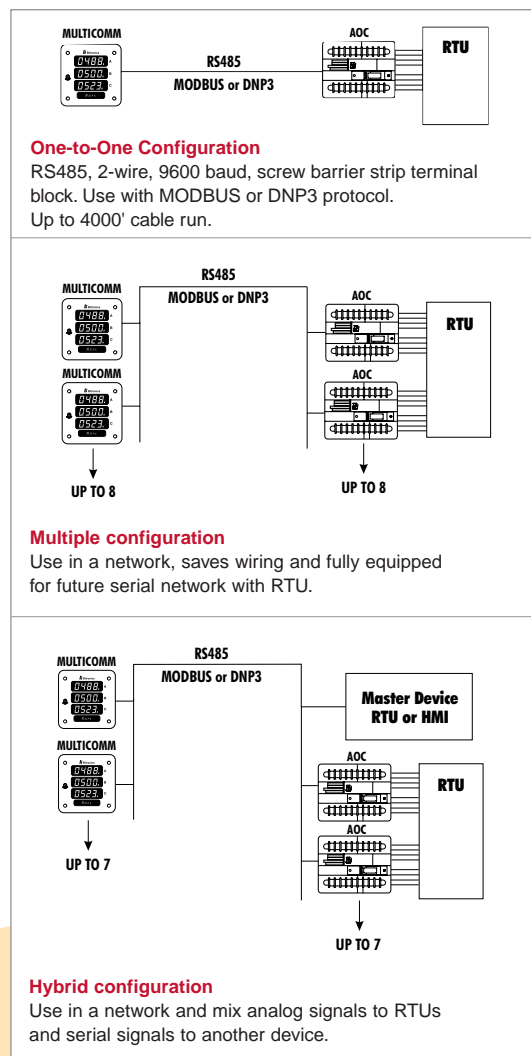 MULTICOMM
AOC
RTU
RS485
MODBUS or DNP3
0488. A
0500. B
0523. C
One-to-One Configuration
RS485, 2-wire, 9600 baud, screw barrier strip terminal
block. Use with MODBUS or DNP3 protocol.
Up to 4000' cable run.
RS485
MODBUS or DNP3
MULTICOMM
0488. A
0500. B
0523. C
AOC
RTU
MULTICOMM
0488. A
0500. B
0523. C
AOC
UP TO 8
UP TO 8
Multiple configuration
Use in a network, saves wiring and fully equipped
for future serial network with RTU.
RS485
MODBUS or DNP3
MULTICOMM
0488. A
0500. B
0523. C
Master Device
RTU or HMI
MULTICOMM
0488. A
0500. B
0523. C
AOC
RTU
AOC
UP TO 7
UP TO 7
Hybrid configuration
Use in a network and mix analog signals to RTUs
and serial signals to another device.